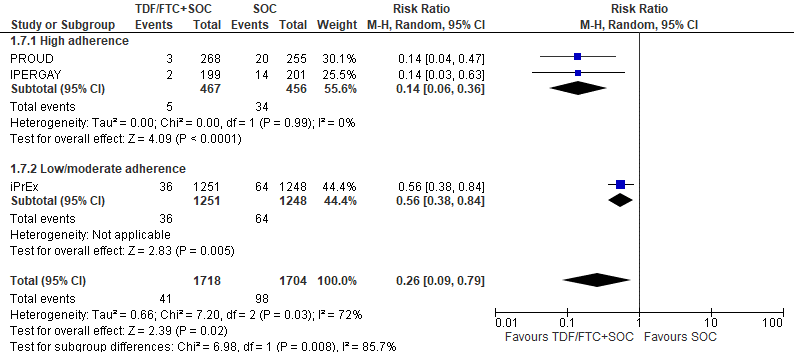 TDF/FTC+SOC SOC Risk Ratio Risk Ratio
Study or Subgroup Events Total Events Total Weight M-H, Random, 95% CI M-H, Random, 95% CI
1.7.1 High adherence
PROUD 3 268 20 255 30.1% 0.14 [0.04, 0.47]
IPERGAY 2 199 14 201 25.5% 0.14 [0.03, 0.63]
Subtotal (95% CI) 467 456 55.6% 0.14 [0.06, 0.36]
Total events 5 34
Heterogeneity: Tau² = 0.00; Chi² = 0.00, df = 1 (P = 0.99); I² = 0%
Test for overall effect: Z = 4.09 (P < 0.0001)
1.7.2 Low/moderate adherence
iPrEx 36 1251 64 1248 44.4% 0.56 [0.38, 0.84]
Subtotal (95% CI) 1251 1248 44.4% 0.56 [0.38, 0.84]
Total events 36 64
Heterogeneity: Not applicable
Test for overall effect: Z = 2.83 (P = 0.005)
Total (95% CI) 1718 1704 100.0% 0.26 [0.09, 0.79]
Total events 41 98
Heterogeneity: Tau² = 0.66; Chi² = 7.20, df = 2 (P = 0.03); I² = 72%
Test for overall effect: Z = 2.39 (P = 0.02)
Test for subgroup differences: Chi² = 6.98, df = 1 (P = 0.008), I² = 85.7%
0.01 0.1 1 10 100
Favours TDF/FTC+SOC Favours SOC